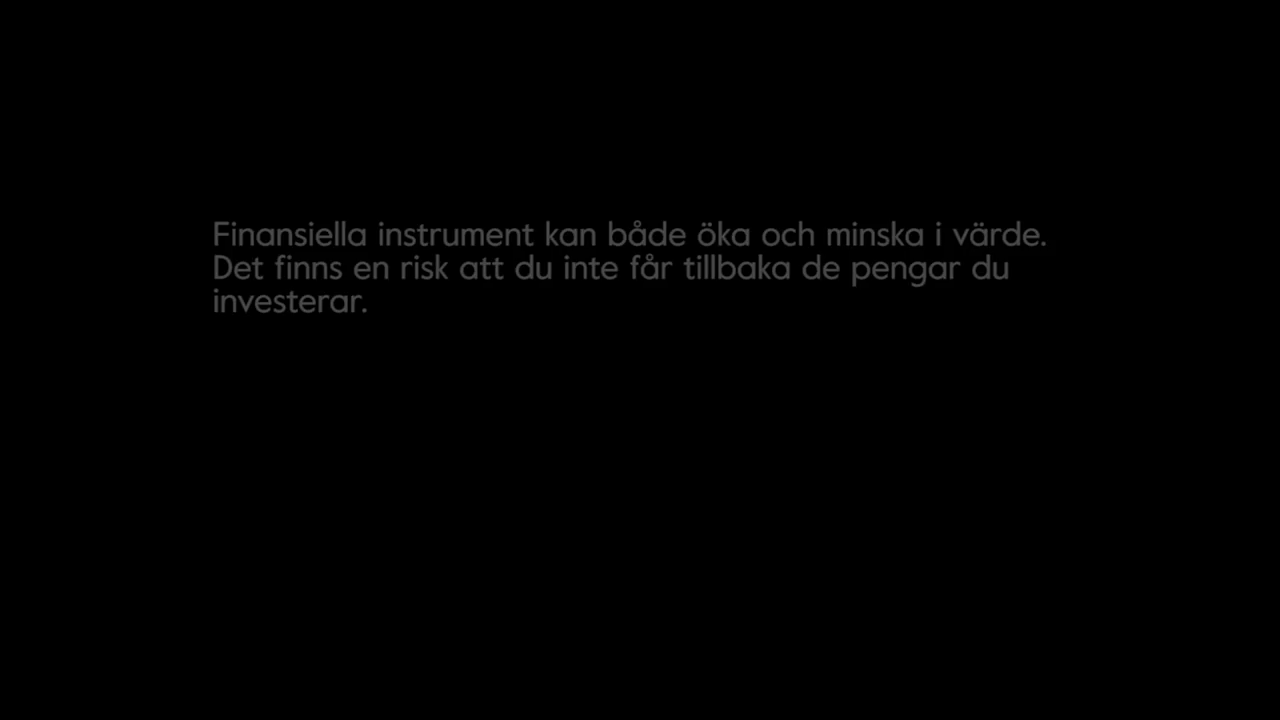 Finansiella instrument kan både öka och minska i värde.
Det finns en risk att du inte får tillbaka de pengar du
investerar.